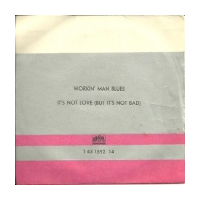 WORKIN' MAN BLUES
IT'S NOT LOVE (BUT IT'S NOT BAD)